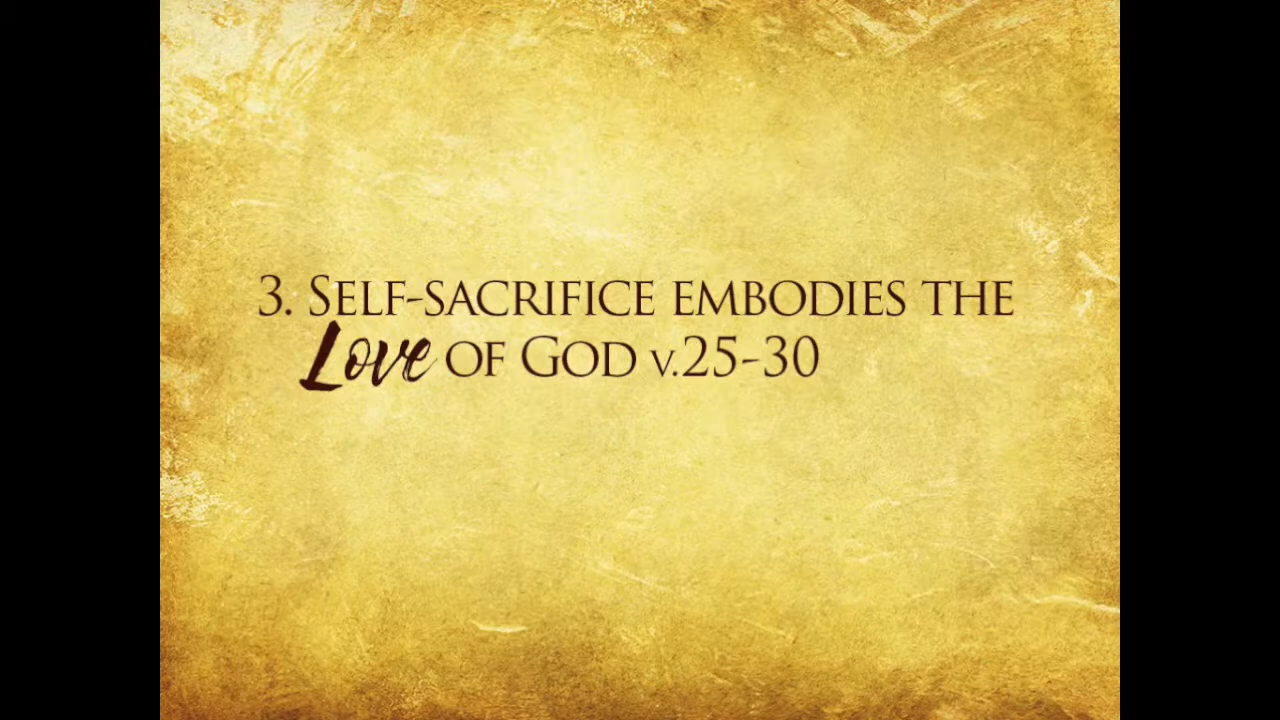 3. Self-sacrifice embodies the
Love of God v.25-30